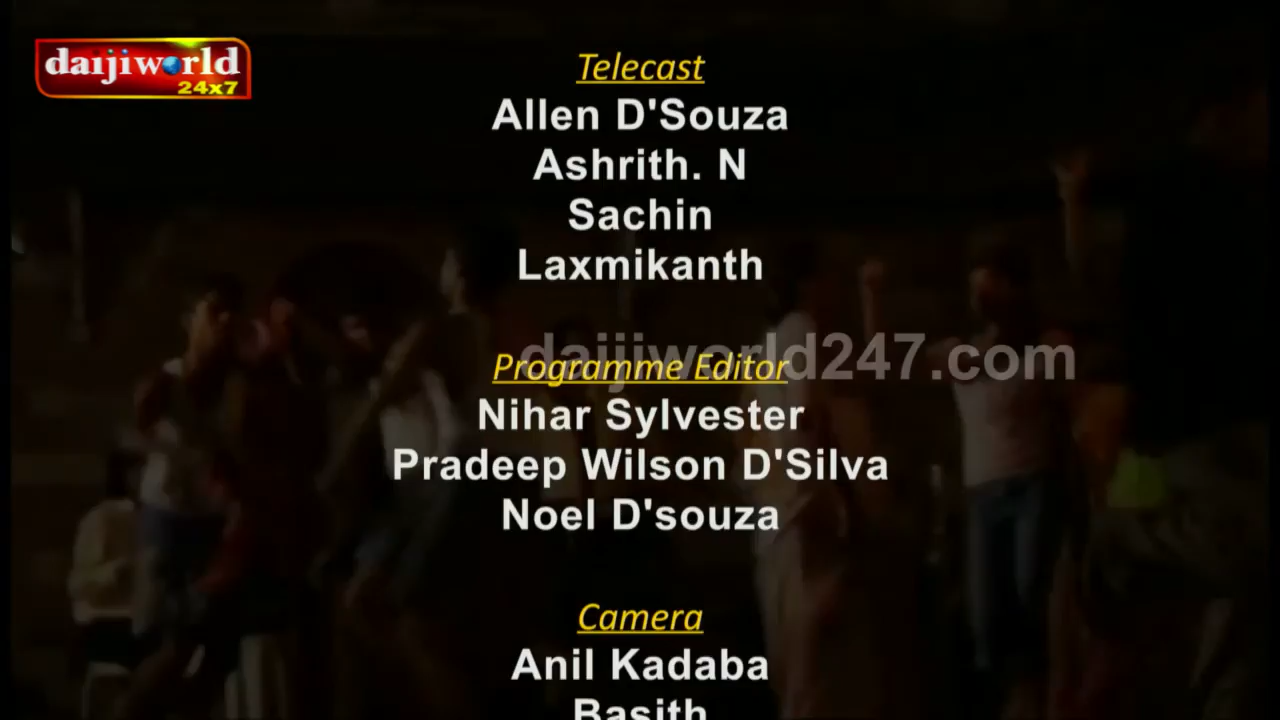 daijiworld
24x7
Telecast
Allen D'Souza
Ashrith. N
Sachin
Laxmikanth
daijiworld247.com
Programme Editor
Nihar Sylvester
Pradeep Wilson D'Silva
Noel D'souza
Camera
Anil Kadaba
Basith